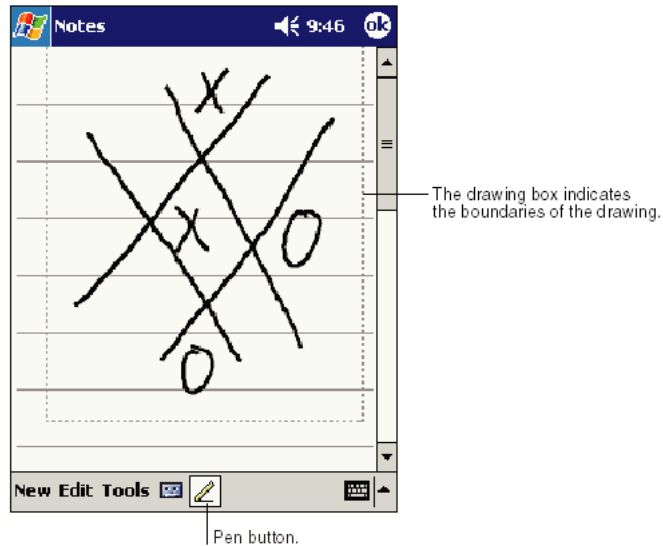 Notes 9:46 ok
X
X
O
O
The drawing box indicates
the boundaries of the drawing.
New Edit Tools
Pen button.